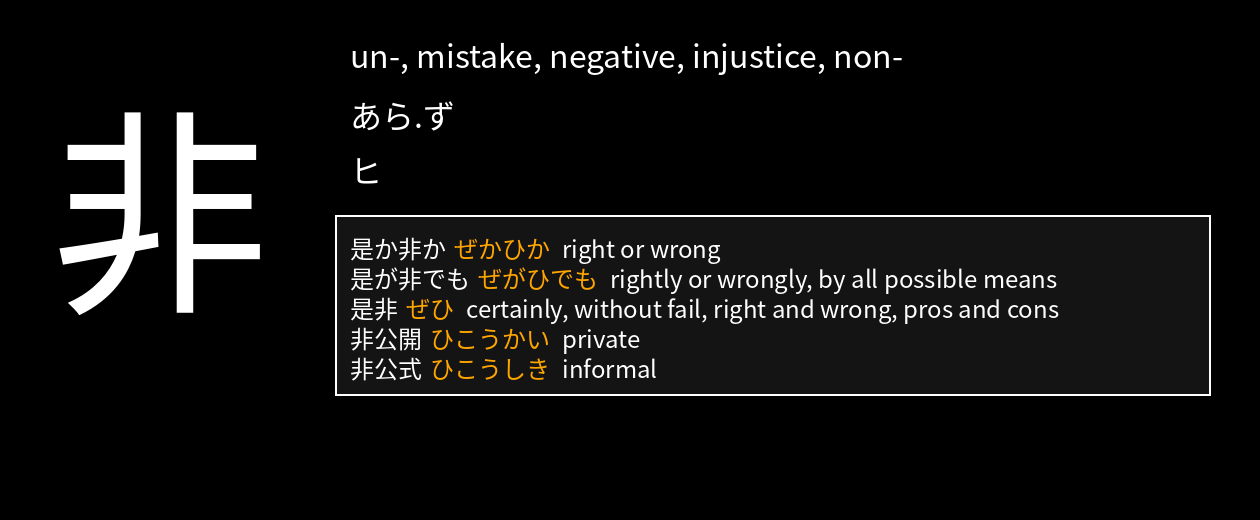 非
un-, mistake, negative, injustice, non-
あら.ず
ヒ
是か非か ぜかひか right or wrong
是が非でも ぜがひでも rightly or wrongly, by all possible means
是非 ぜひ certainly, without fail, right and wrong, pros and cons
非公開 ひこうかい private
非公式 ひこうしき informal